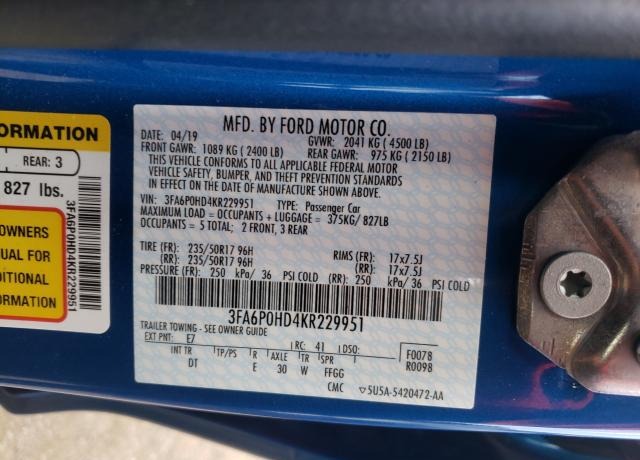 ORMATION
REAR: 3
827 lbs.
OWNERS
UAL FOR
DITIONAL
FORMATION
3FA6P0HD4KR229951
MFD. BY FORD MOTOR CO.
DATE: 04/19
GVWR: 2041 KG ( 4500 LB)
FRONT GAWR: 1089 KG ( 2400 LB)
REAR GAWR: 975 KG ( 2150 LB)
THIS VEHICLE CONFORMS TO ALL APPLICABLE FEDERAL MOTOR
VEHICLE SAFETY, BUMPER, AND THEFT PREVENTION STANDARDS
IN EFFECT ON THE DATE OF MANUFACTURE SHOWN ABOVE.
VIN: 3FA6P0HD4KR229951 TYPE: Passenger Car
MAXIMUM LOAD = OCCUPANTS + LUGGAGE = 375KG/ 827LB
OCCUPANTS = 5 TOTAL; 2 FRONT, 3 REAR
TIRE (FR): 235/50R17 96H RIMS (FR): 17x7.5J
(RR): 235/50R17 96H (RR): 17x7.5J
PRESSURE (FR): 250 kPa/ 36 PSI COLD (RR): 250 kPa/ 36 PSI COLD
3FA6P0HD4KR229951
TRAILER TOWING - SEE OWNER GUIDE
EXT PNT: E7 RC: 41 DSO: F0078
INT TR TP/PS R AXLE TR SPR R0098
DT E 30 W FFGG
CMC ▽5U5A-5420472-AA